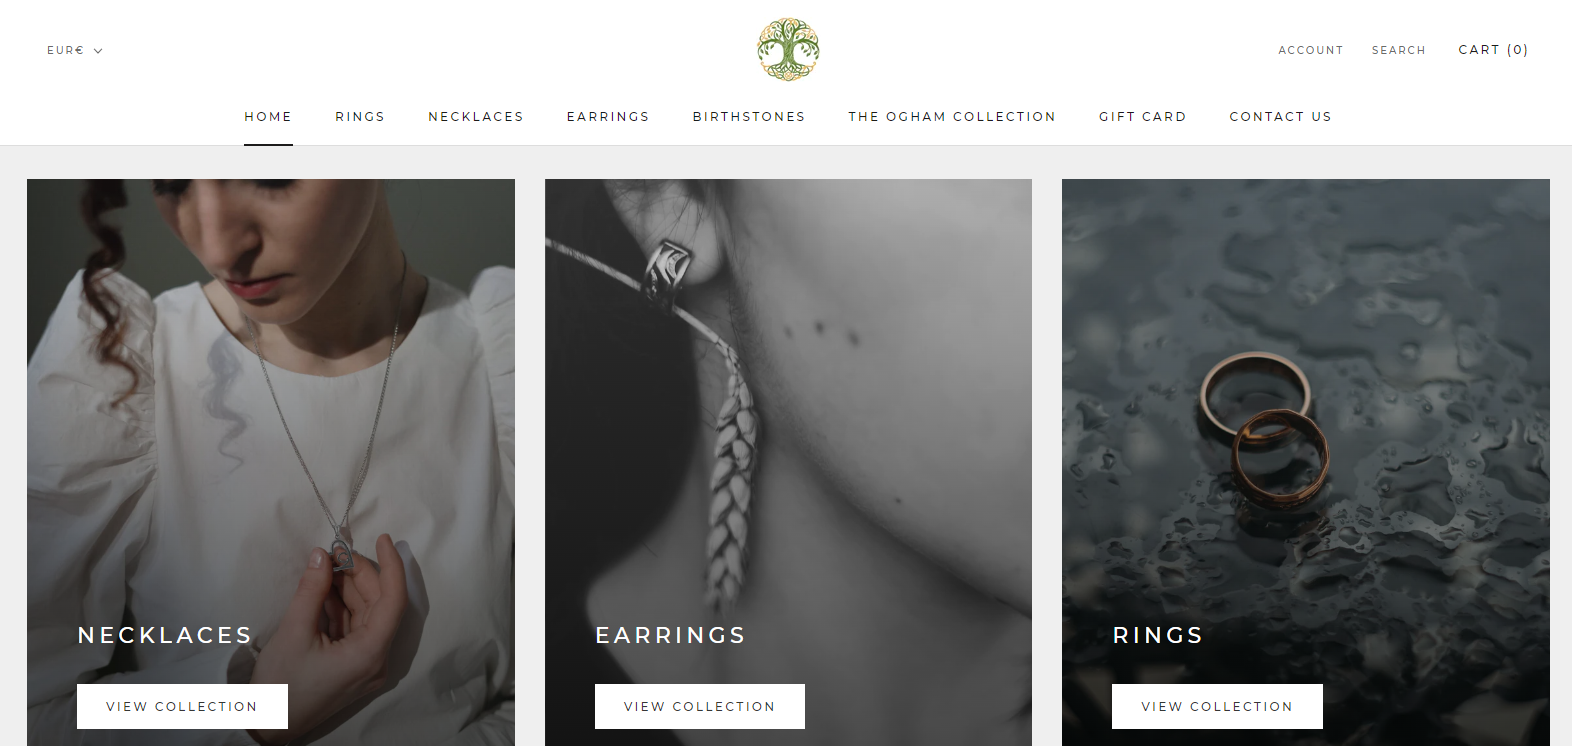 EUR€
ACCOUNT SEARCH CART (0)
HOME RINGS NECKLACES EARRINGS BIRTHSTONES THE OGHAM COLLECTION GIFT CARD CONTACT US
NECKLACES
VIEW COLLECTION
EARRINGS
VIEW COLLECTION
RINGS
VIEW COLLECTION